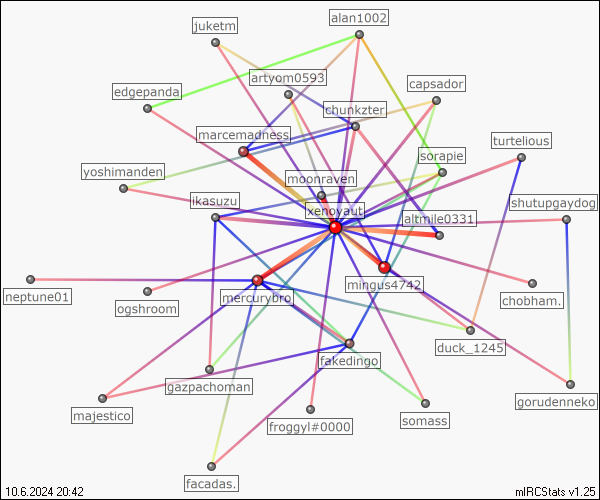 juketm
alan1002
artyom0593
capsador
edgepanda
chunkzter
marcemadness
turtelious
sorapie
yoshimanden
moonraven
ikasuzu
shutupgaydog
xenoyaut
altmile0331
mingus4742
neptune01
ogshroom
mercurybro
chobham.
duck_1245
fakedingo
gazpachoman
majestico
froggyl#0000
somass
gorudenneko
facadas.
10.6.2024 20:42
mIRCStats v1.25